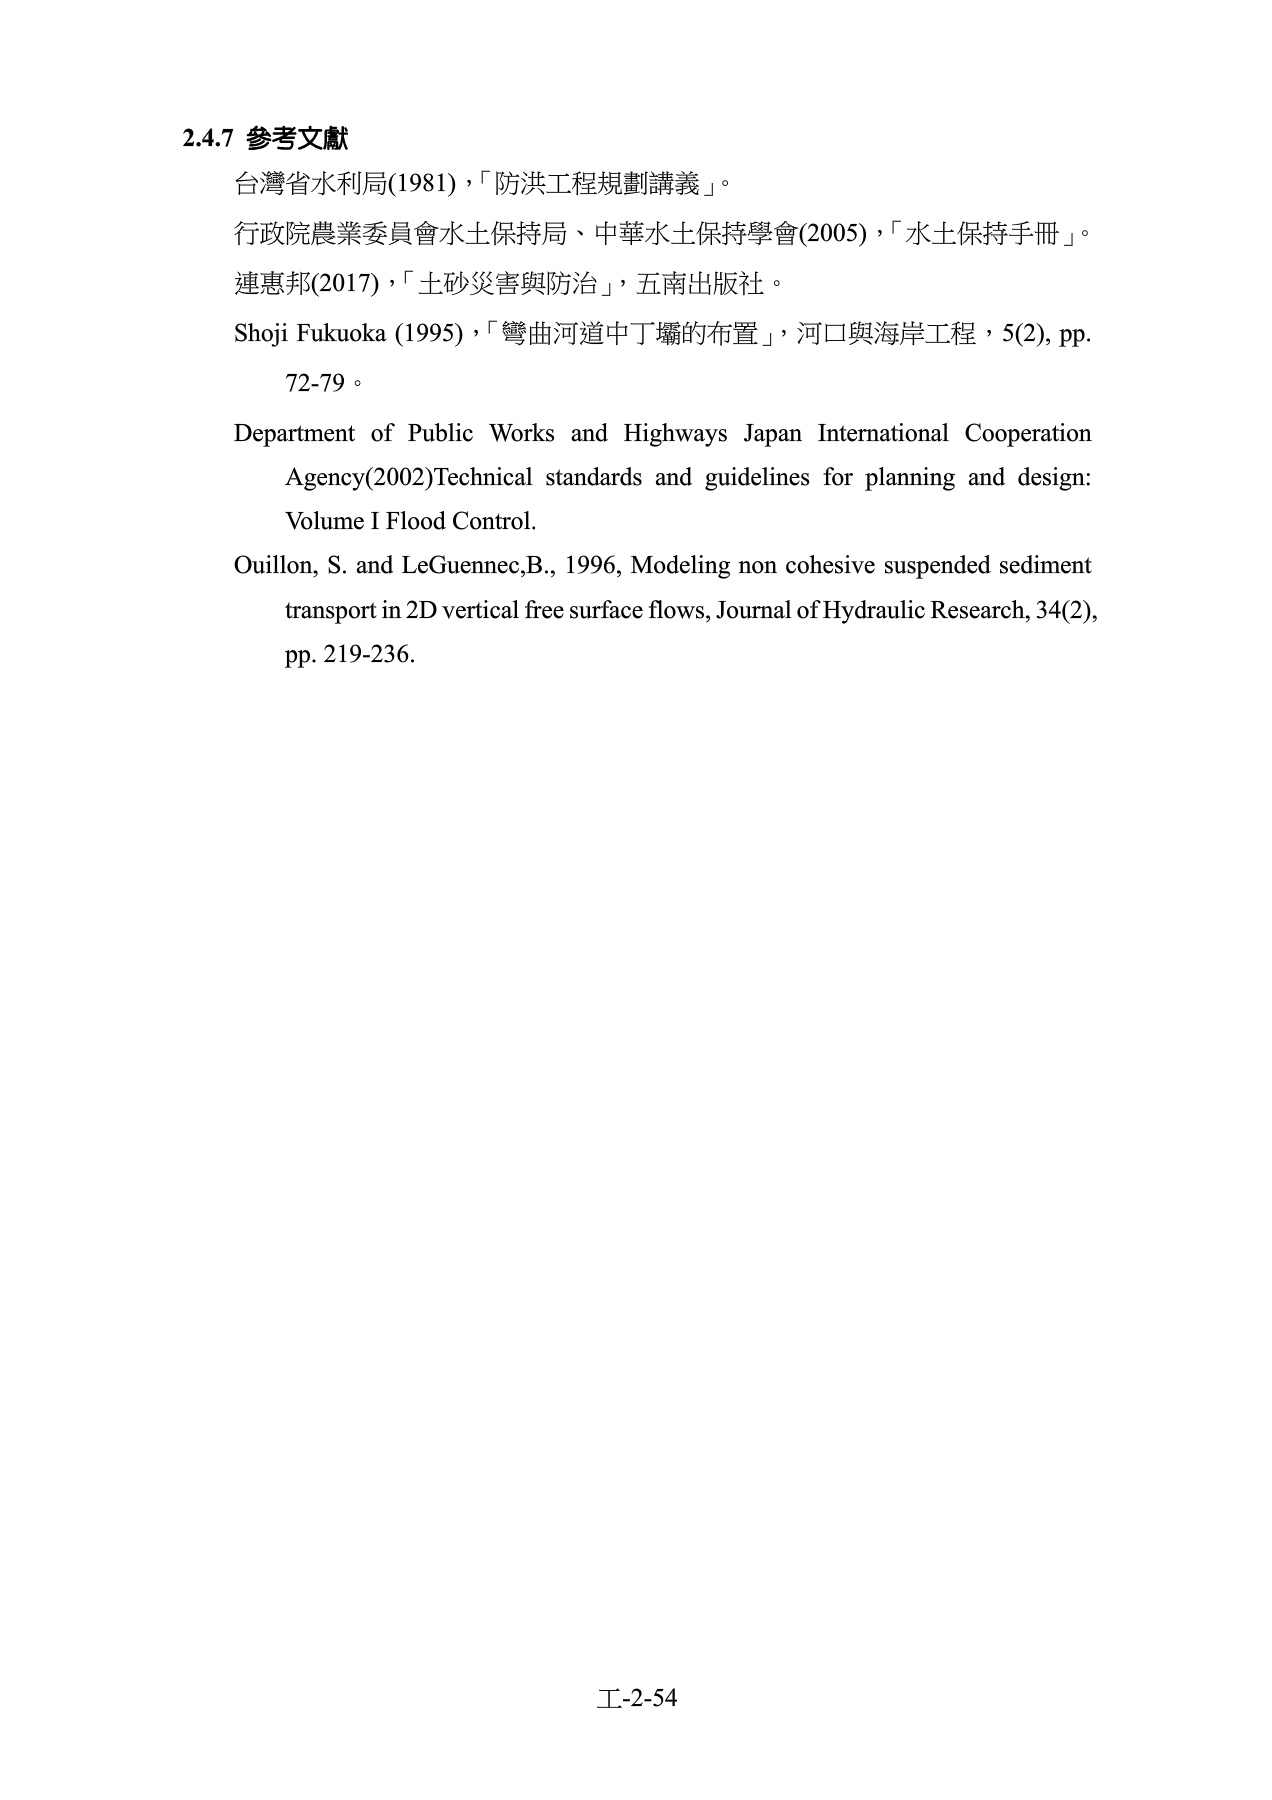 2.4.7 參考文獻
台灣省水利局(1981)，「防洪工程規劃講義」。
行政院農業委員會水土保持局、中華水土保持學會(2005)，「水土保持手冊」。
連惠邦(2017)，「土砂災害與防治」，五南出版社。
Shoji Fukuoka (1995)，「彎曲河道中丁壩的布置」，河口與海岸工程，5(2), pp.
72-79。
Department of Public Works and Highways Japan International Cooperation
Agency(2002)Technical standards and guidelines for planning and design:
Volume I Flood Control.
Ouillon, S. and LeGuennec,B., 1996, Modeling non cohesive suspended sediment
transport in 2D vertical free surface flows, Journal of Hydraulic Research, 34(2),
pp. 219-236.
工-2-54